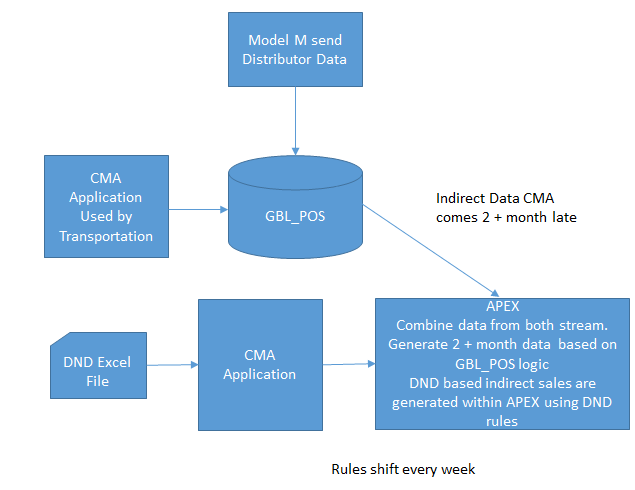 Model M send
Distributor Data
CMA
Application
Used by
Transportation
GBL_POS
Indirect Data CMA
comes 2 + month late
DND Excel
File
CMA
Application
APEX
Combine data from both stream.
Generate 2 + month data based on
GBL_POS logic
DND based indirect sales are
generated within APEX using DND
rules
Rules shift every week